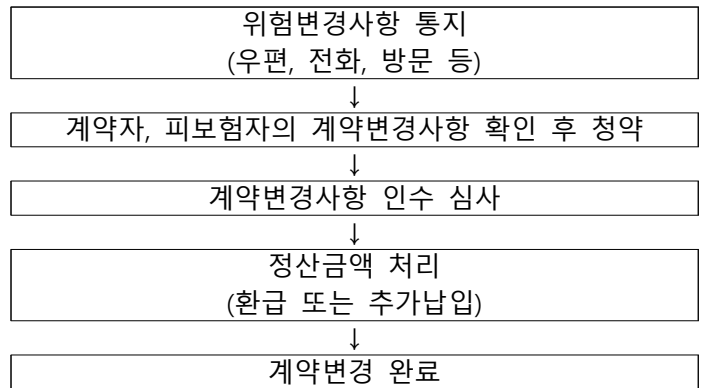 위험변경사항 통지
(우편, 전화, 방문 등)
↓
계약자, 피보험자의 계약변경사항 확인 후 청약
↓
계약변경사항 인수 심사
↓
정산금액 처리
(환급 또는 추가납입)
↓
계약변경 완료